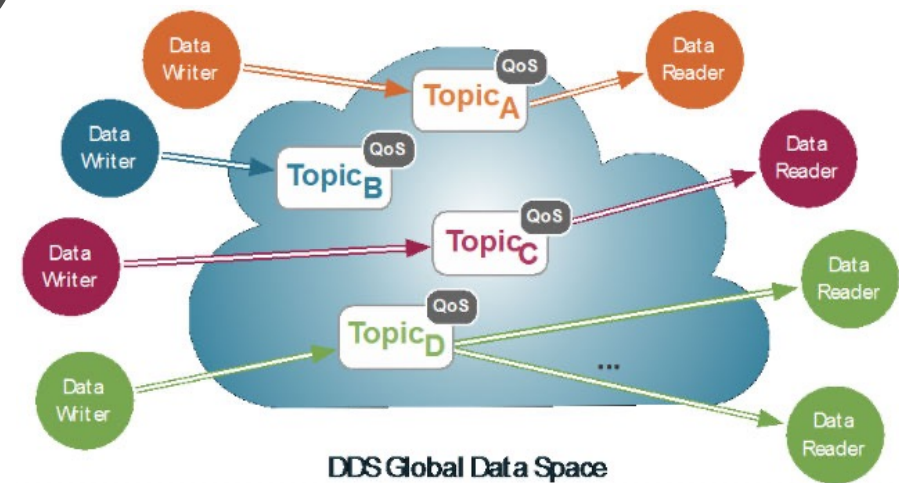 Data
Writer
QoS
Topic A
Data
Reader
Data
Writer
QoS
Topic B
Data
Reader
Data
Writer
QoS
Topic C
Data
Reader
QoS
Topic D
Data
Writer
...
Data
Reader
DDS Global Data Space